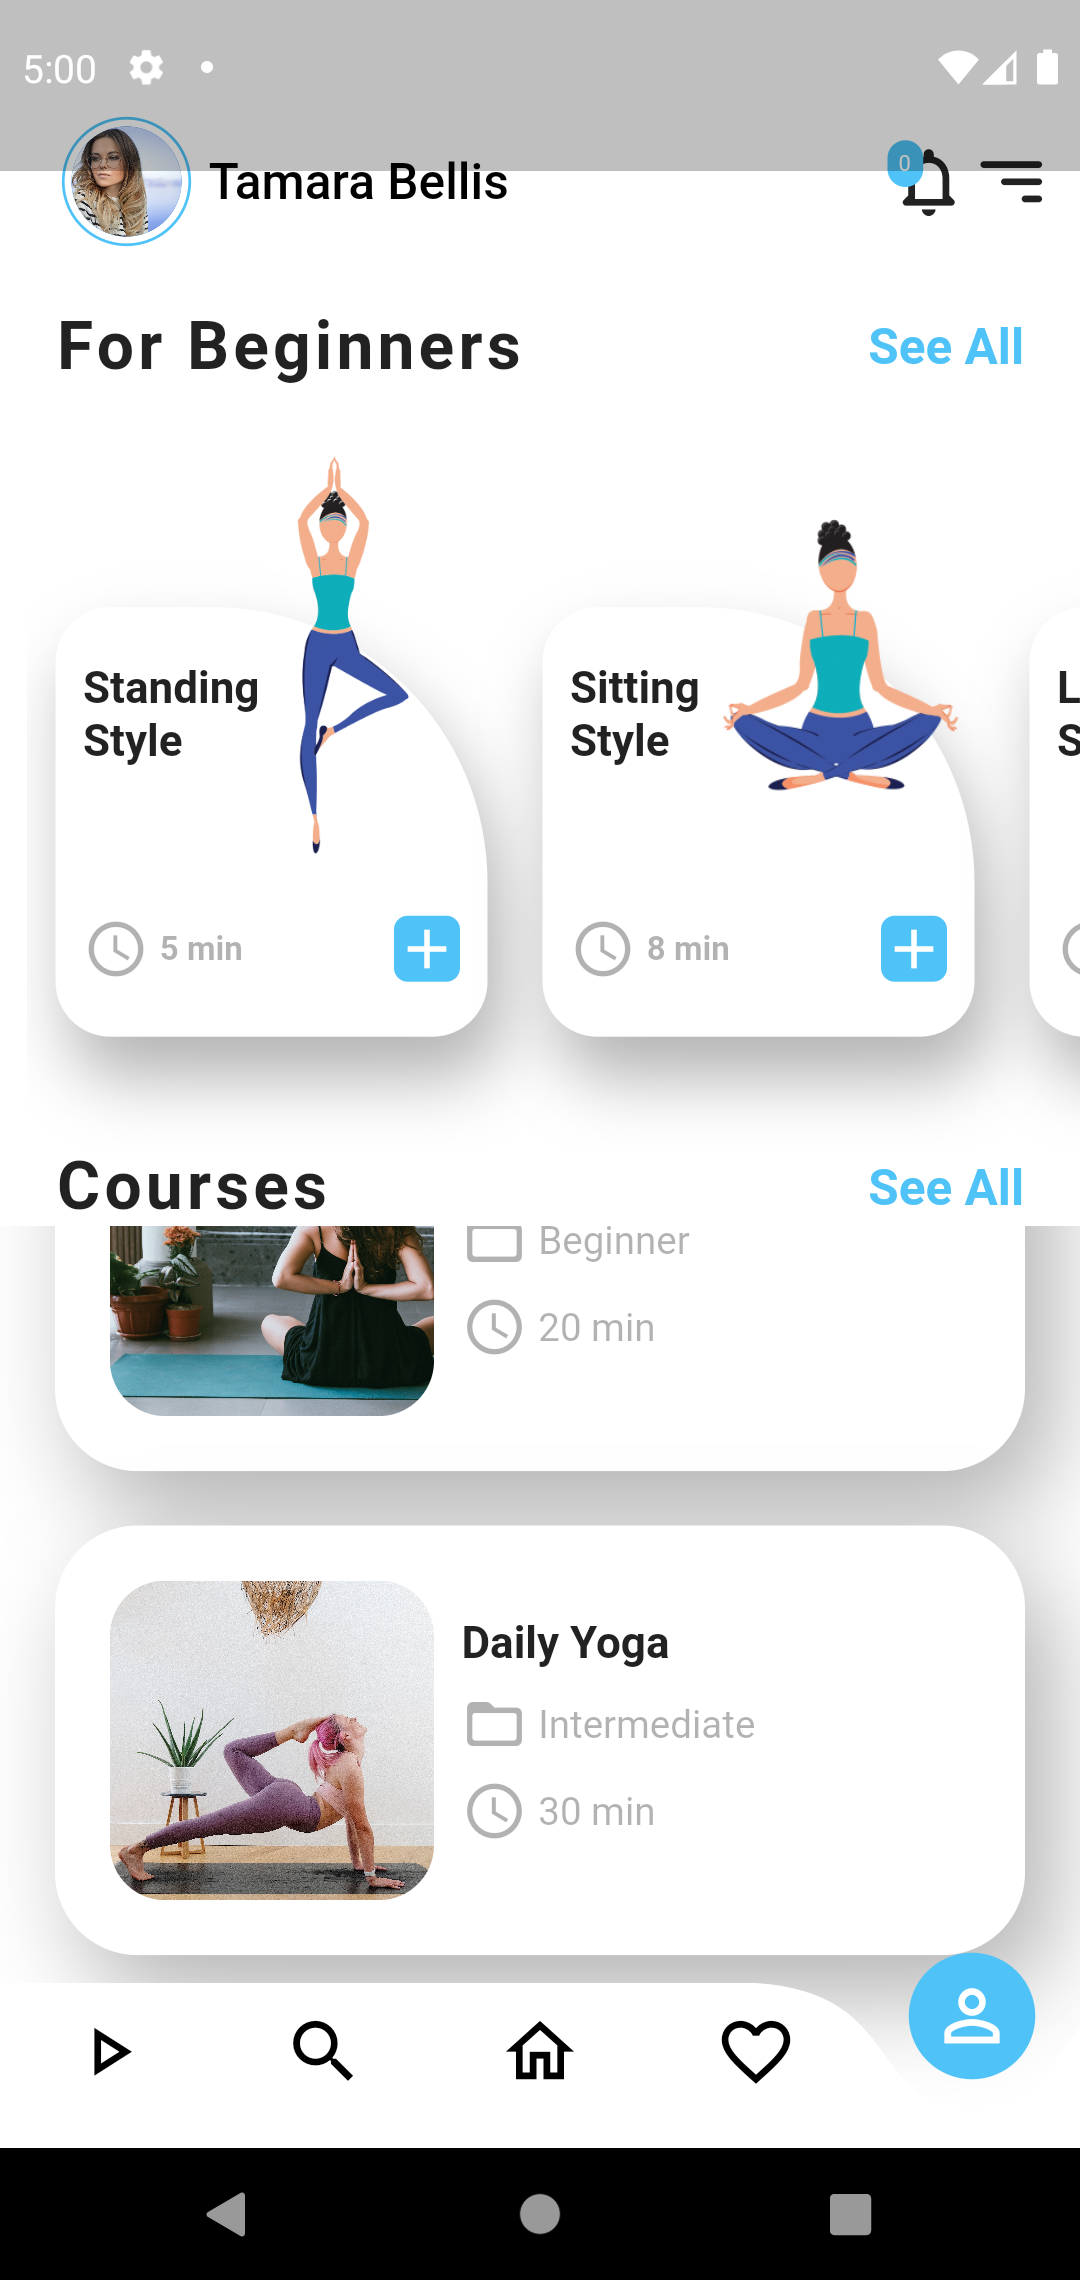 5:00
Tamara Bellis
0
For Beginners
See All
Standing
Style
Sitting
Style
L
S
5 min
8 min
Courses
See All
Beginner
20 min
Daily Yoga
Intermediate
30 min